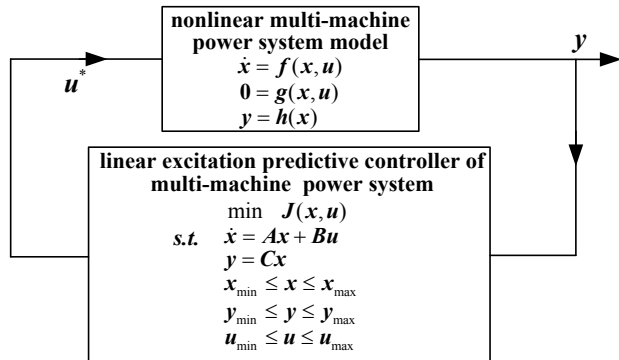 nonlinear multi-machine
power system model
ẋ = f(x,u)
0 = g(x,u)
y = h(x)
y
u*
linear excitation predictive controller of
multi-machine power system
min J(x,u)
s.t. ẋ = Ax + Bu
y = Cx
x_min ≤ x ≤ x_max
y_min ≤ y ≤ y_max
u_min ≤ u ≤ u_max